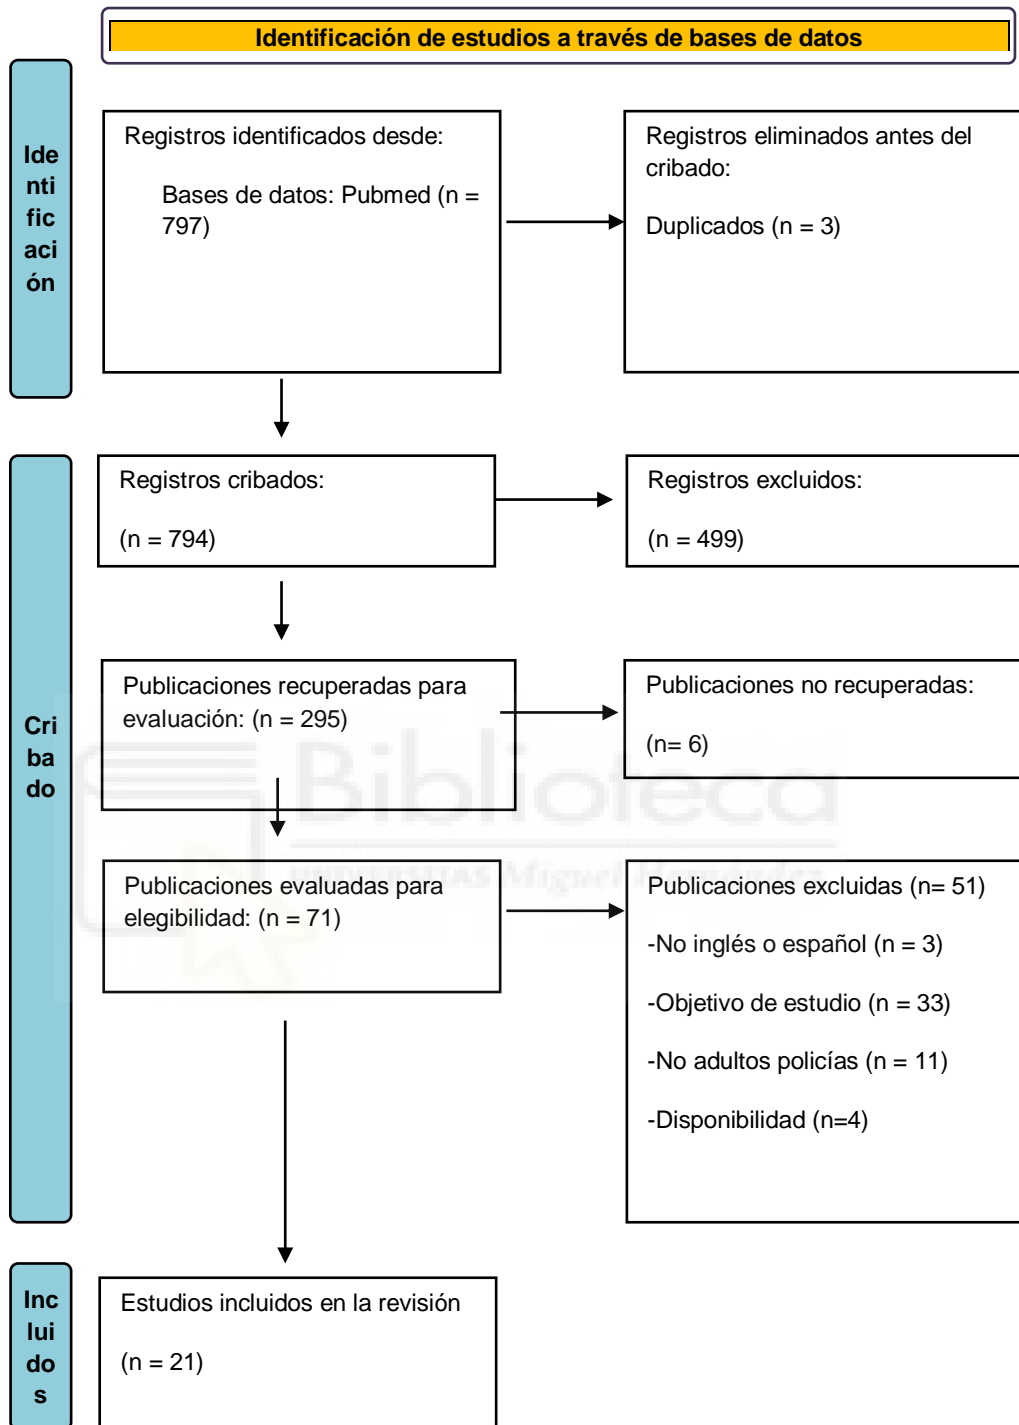 Identificación de estudios a través de bases de datos
Ide
nti
fic
aci
ón
Registros identificados desde:
Bases de datos: Pubmed (n =
797)
Registros eliminados antes del
cribado:
Duplicados (n = 3)
Cri
ba
do
Registros cribados:
(n = 794)
Registros excluidos:
(n = 499)
Publicaciones recuperadas para
evaluación: (n = 295)
Publicaciones no recuperadas:
(n= 6)
Biblioteca
UNIVERSITAS Miguel Hernández
Publicaciones evaluadas para
elegibilidad: (n = 71)
Publicaciones excluidas (n= 51)
-No inglés o español (n = 3)
-Objetivo de estudio (n = 33)
-No adultos policías (n = 11)
-Disponibilidad (n=4)
Inc
lui
do
s
Estudios incluidos en la revisión
(n = 21)